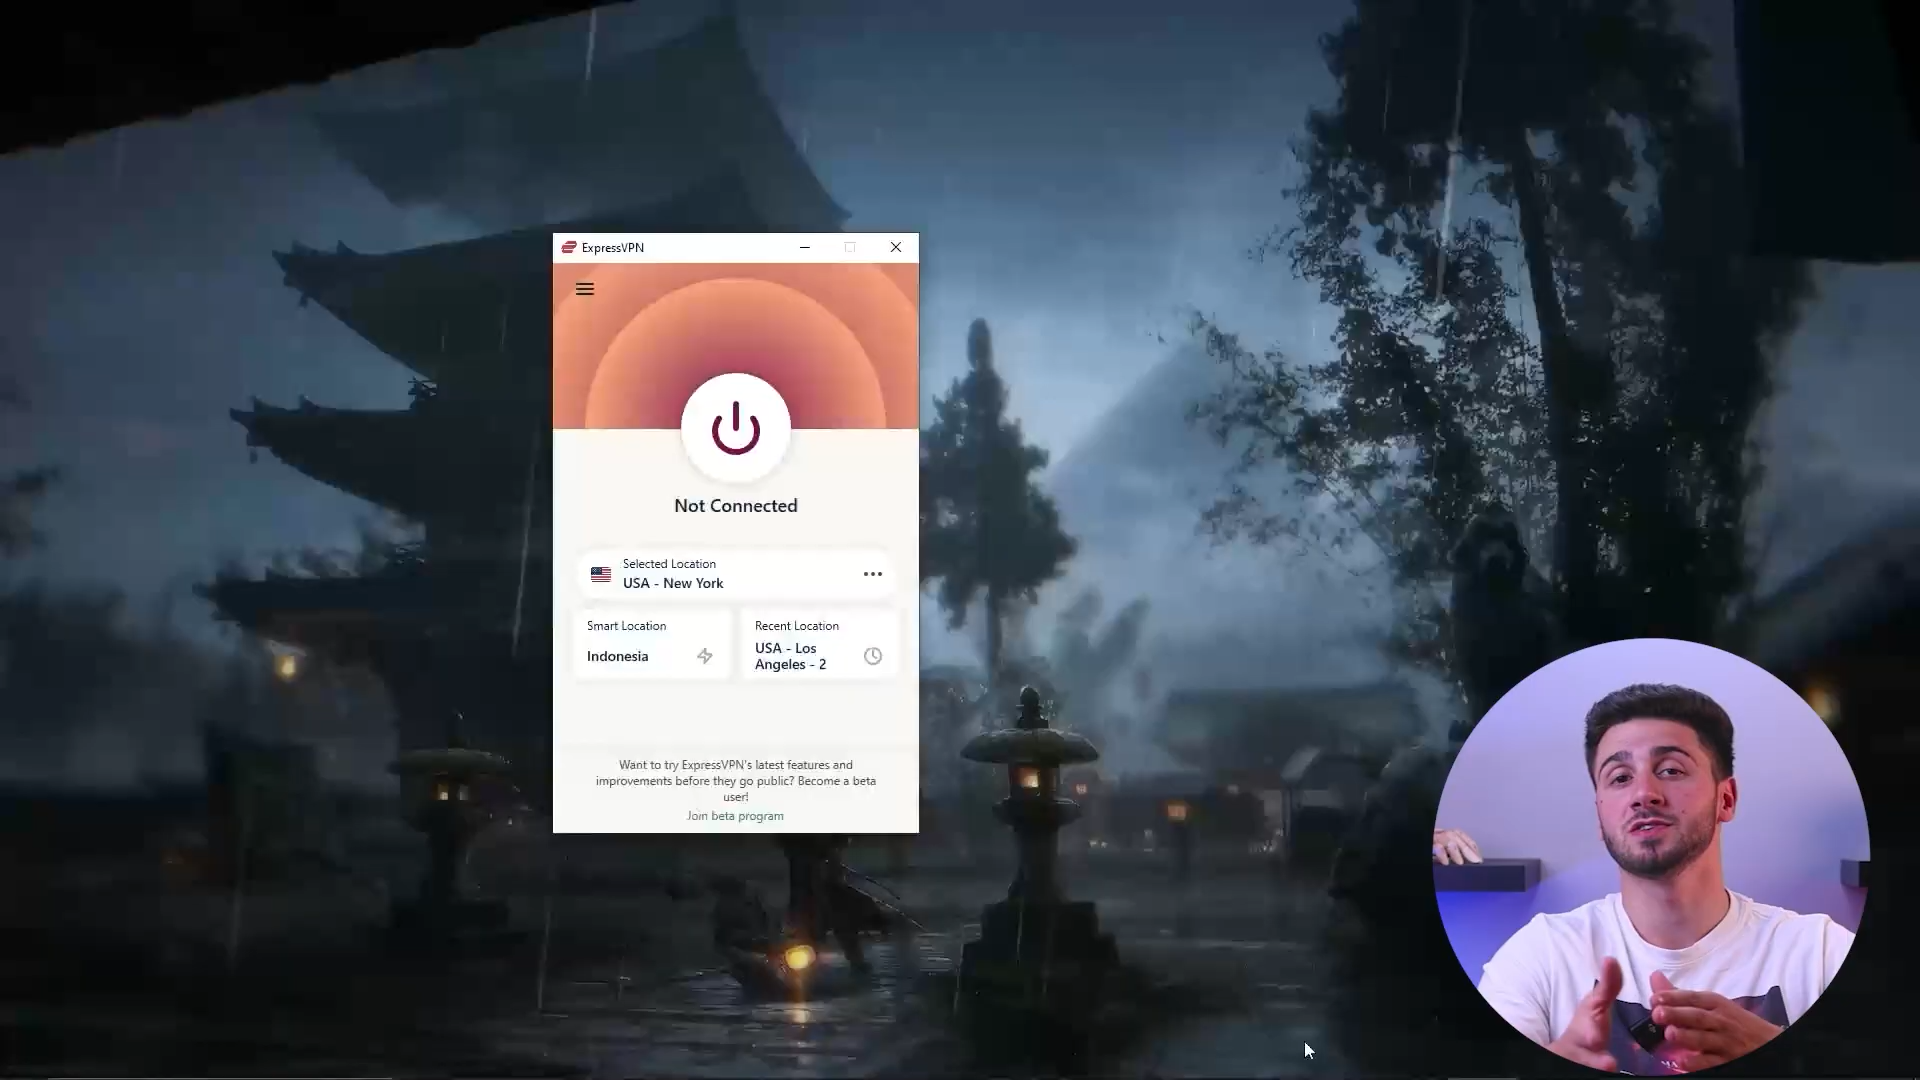 ExpressVPN
Not Connected
Selected Location
USA - New York
Smart Location
Indonesia
Recent Location
USA - Los
Angeles - 2
Want to try ExpressVPN's latest features and
improvements before they go public? Become a beta
user!
Join beta program